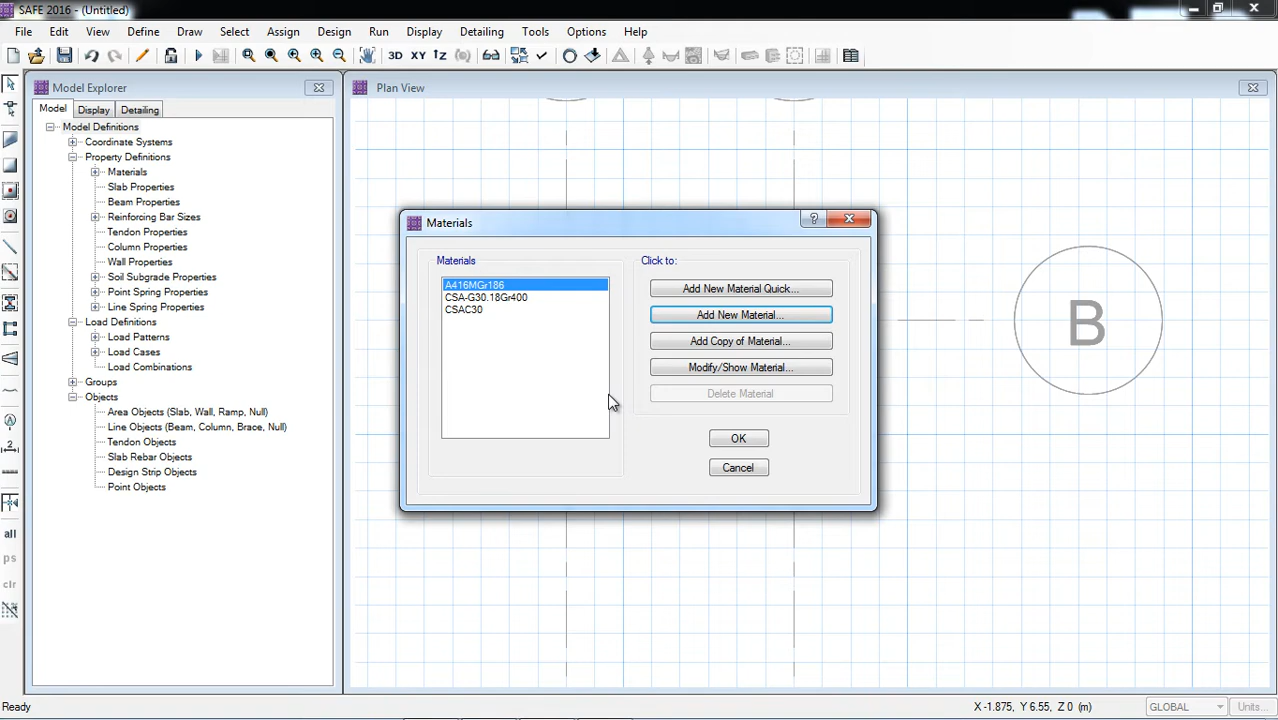 SAFE 2016 - (Untitled)
File Edit View Define Draw Select Assign Design Run Display Detailing Tools Options Help
3D XY
Model Explorer
Model Display Detailing
Model Definitions
Coordinate Systems
Property Definitions
Materials
Slab Properties
Beam Properties
Reinforcing Bar Sizes
Tendon Properties
Column Properties
Wall Properties
Soil Subgrade Properties
Point Spring Properties
Line Spring Properties
Load Definitions
Load Patterns
Load Cases
Load Combinations
Groups
Objects
Area Objects (Slab, Wall, Ramp, Null)
Line Objects (Beam, Column, Brace, Null)
Tendon Objects
Slab Rebar Objects
Design Strip Objects
Point Objects
all
ps
clr
Plan View
B
Materials
Materials
A416MGr186
CSA-G30.18Gr400
CSAC30
Click to:
Add New Material Quick...
Add New Material...
Add Copy of Material...
Modify/Show Material...
Delete Material
OK
Cancel
Ready
X -1.875, Y 6.55, Z 0 (m)
GLOBAL
Units...